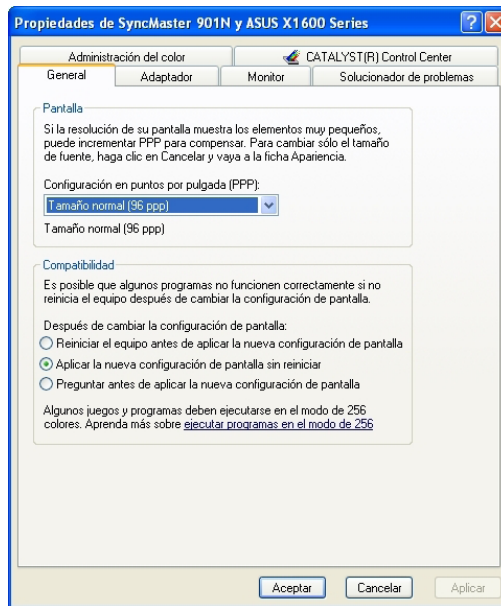 Propiedades de SyncMaster 901N y ASUS X1600 Series
Administración del color
CATALYST(R) Control Center
General
Adaptador
Monitor
Solucionador de problemas
Pantalla
Si la resolución de su pantalla muestra los elementos muy pequeños,
puede incrementar PPP para compensar. Para cambiar sólo el tamaño
de fuente, haga clic en Cancelar y vaya a la ficha Apariencia.
Configuración en puntos por pulgada (PPP):
Tamaño normal (96 ppp)
Tamaño normal (96 ppp)
Compatibilidad
Es posible que algunos programas no funcionen correctamente si no
reinicia el equipo después de cambiar la configuración de pantalla.
Después de cambiar la configuración de pantalla:
Reiniciar el equipo antes de aplicar la nueva configuración de pantalla
Aplicar la nueva configuración de pantalla sin reiniciar
Preguntar antes de aplicar la nueva configuración de pantalla
Algunos juegos y programas deben ejecutarse en el modo de 256
colores. Aprenda más sobre ejecutar programas en el modo de 256
Aceptar
Cancelar
Aplicar